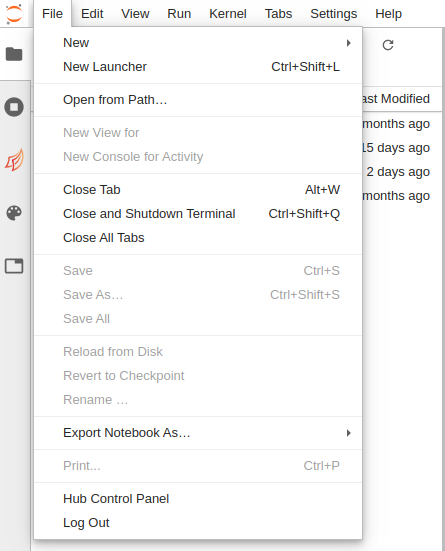 File Edit View Run Kernel Tabs Settings Help
New
New Launcher Ctrl+Shift+L
Open from Path…
ast Modified
months ago
New View for
15 days ago
New Console for Activity
2 days ago
Close Tab Alt+W
months ago
Close and Shutdown Terminal Ctrl+Shift+Q
Close All Tabs
Save Ctrl+S
Save As… Ctrl+Shift+S
Save All
Reload from Disk
Revert to Checkpoint
Rename …
Export Notebook As…
Print... Ctrl+P
Hub Control Panel
Log Out